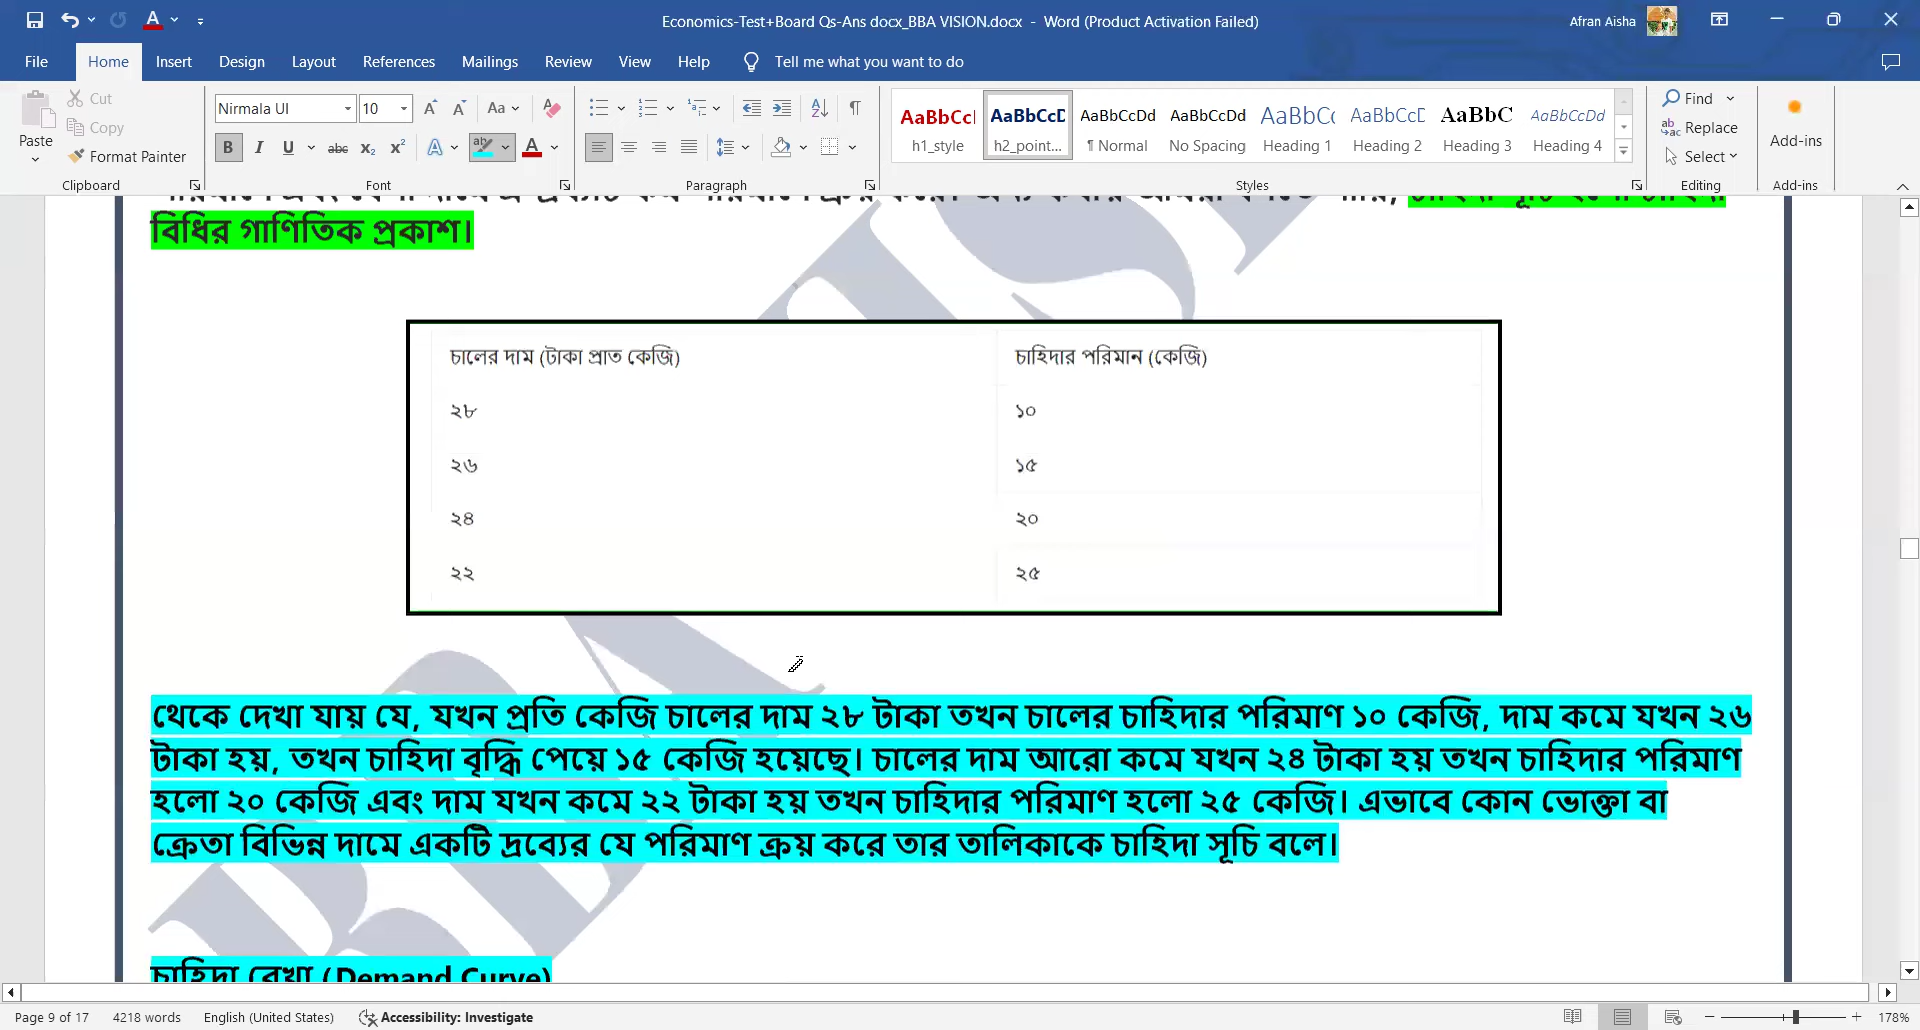 Economics-Test+Board Qs-Ans docx_BBA VISION.docx - Word (Product Activation Failed)
Afran Aisha
File Home Insert Design Layout References Mailings Review View Help Tell me what you want to do
Cut
Copy
Paste
Format Painter
Clipboard
Nirmala UI 10
Font
Paragraph
AaBbCcl AaBbCcD AaBbCcDd AaBbCcDd AaBbCc AaBbCcD AaBbC AaBbCcDd
h1_style h2_point... ¶ Normal No Spacing Heading 1 Heading 2 Heading 3 Heading 4
Styles
Find
Replace
Select
Editing
Add-ins
Add-ins
বিধির গাণিতিক প্রকাশ।
চালের দাম (টাকা প্রাত কেজি) চাহিদার পরিমান (কেজি)
২৮ ১০
২৬ ১৫
২৪ ২০
২২ ২৫
থেকে দেখা যায় যে, যখন প্রতি কেজি চালের দাম ২৮ টাকা তখন চালের চাহিদার পরিমাণ ১০ কেজি, দাম কমে যখন ২৬
টাকা হয়, তখন চাহিদা বৃদ্ধি পেয়ে ১৫ কেজি হয়েছে। চালের দাম আরো কমে যখন ২৪ টাকা হয় তখন চাহিদার পরিমাণ
হলো ২০ কেজি এবং দাম যখন কমে ২২ টাকা হয় তখন চাহিদার পরিমাণ হলো ২৫ কেজি। এভাবে কোন ভোক্তা বা
ক্রেতা বিভিন্ন দামে একটি দ্রব্যের যে পরিমাণ ক্রয় করে তার তালিকাকে চাহিদা সূচি বলে।
চাহিদা রেখা (Demand Curve)
Page 9 of 17 4218 words English (United States) Accessibility: Investigate 178%